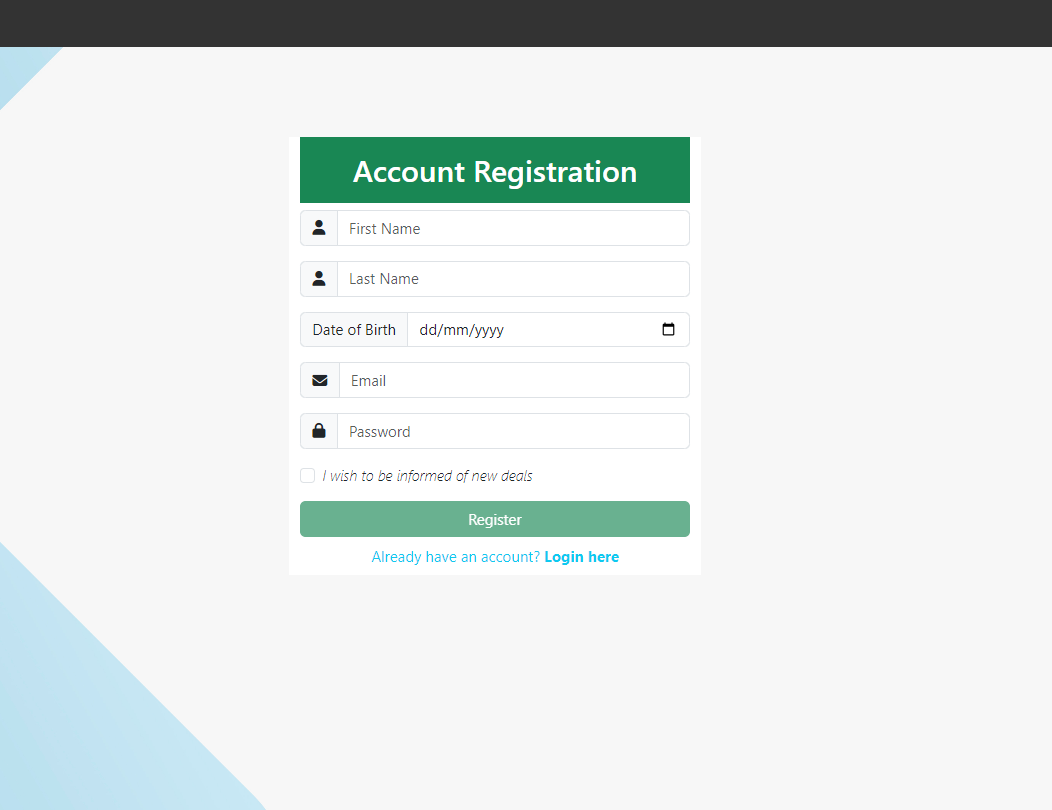 Account Registration
First Name
Last Name
Date of Birth dd/mm/yyyy
Email
Password
I wish to be informed of new deals
Register
Already have an account? Login here